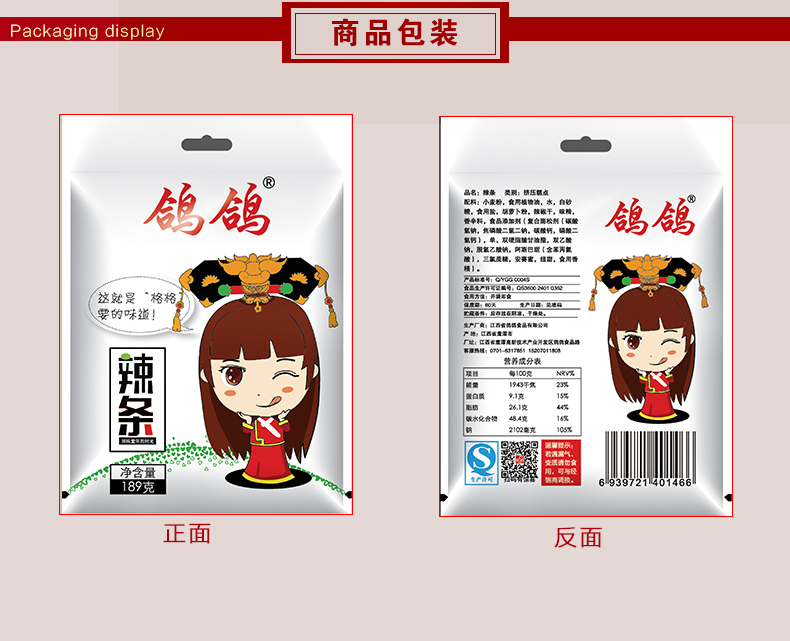 Packaging display
商品包装
鸽鸽®
这就是“格格”
要的味道！
辣条
净含量
189克
正面
品名：辣条 类别：挤压糕点
配料：小麦粉，食用植物油，水，白砂
糖，食用盐，胡萝卜粉，辣椒干，味精，
香辛料，食品添加剂（复合膨松剂（碳酸
氢钠，焦磷酸二氢二钠，碳酸钙，磷酸二
氢钙），单、双硬脂酸甘油酯，双乙酸
钠，脱氢乙酸钠，阿斯巴甜（含苯丙氨
酸），三氯蔗糖，安赛蜜，纽甜，食用香
精）。
产品标准号：Q/YGG 0004S
食品生产许可证编号：QS3600 2401 0362
食用方法：开袋即食
保质期：60天 生产日期：见喷码
贮藏条件：应存放在阴凉、干燥处。
生产厂商：江西省鸽鸽食品有限公司
产 地：江西省鹰潭市
厂址：江西省鹰潭高新技术产业开发区鸽鸽食品路
客服热线：0701-6317851 15207011808
营养成分表
项目 每100克 NRV%
能量 1943千焦 23%
蛋白质 9.1克 15%
脂肪 26.1克 44%
碳水化合物 48.4克 16%
钠 2102毫克 105%
鸽鸽®
QS
生产许可
扫码有惊喜
温馨提示：
若遇漏气、
变质请勿食
用，可与经
销商调换。
6 939721 401466
反面